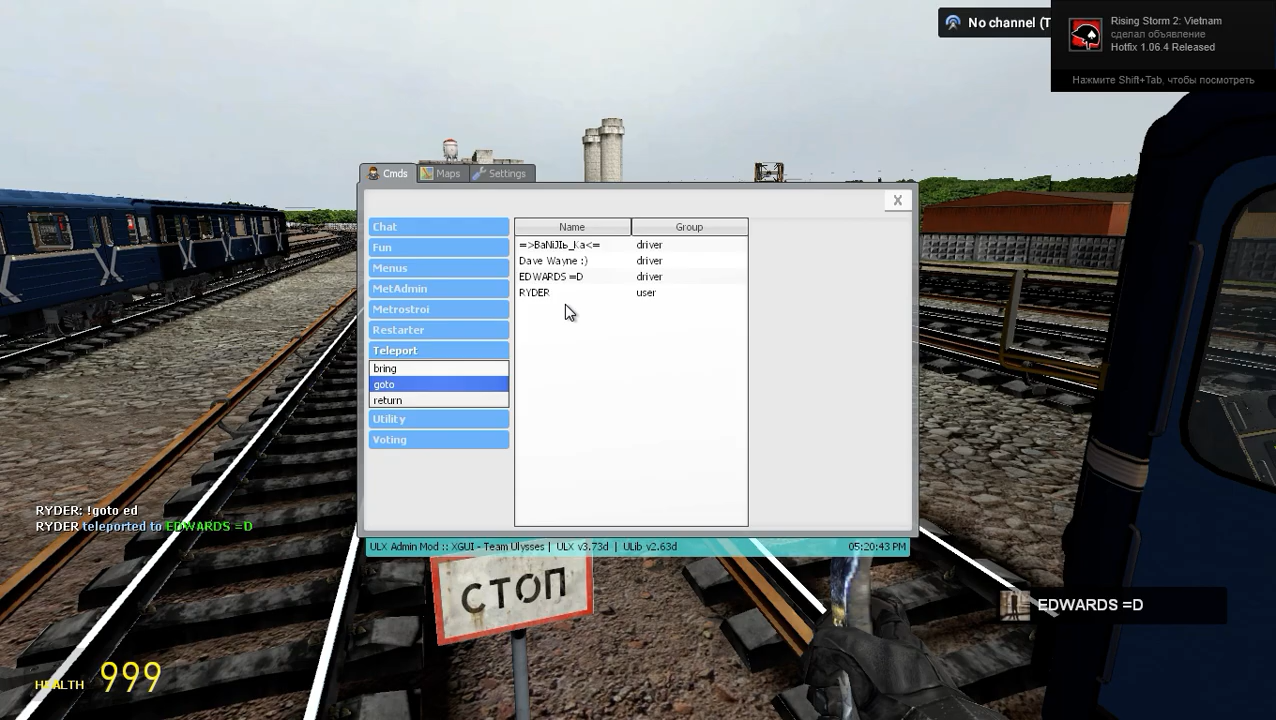 No channel (T
Rising Storm 2: Vietnam
сделал объявление
Hotfix 1.06.4 Released
Нажмите Shift+Tab, чтобы посмотреть
Cmds
Maps
Settings
X
Chat
Fun
Menus
MetAdmin
Metrostroi
Restarter
Teleport
bring
goto
return
Utility
Voting
Name Group
=>BaNiJIь_Ka<= driver
Dave Wayne :) driver
EDWARDS =D driver
RYDER user
RYDER: !goto ed
RYDER teleported to EDWARDS =D
ULX Admin Mod :: XGUI - Team Ulysses | ULX v3.73d | ULib v2.63d
05:20:43 PM
СТОП
EDWARDS =D
HEALTH 999